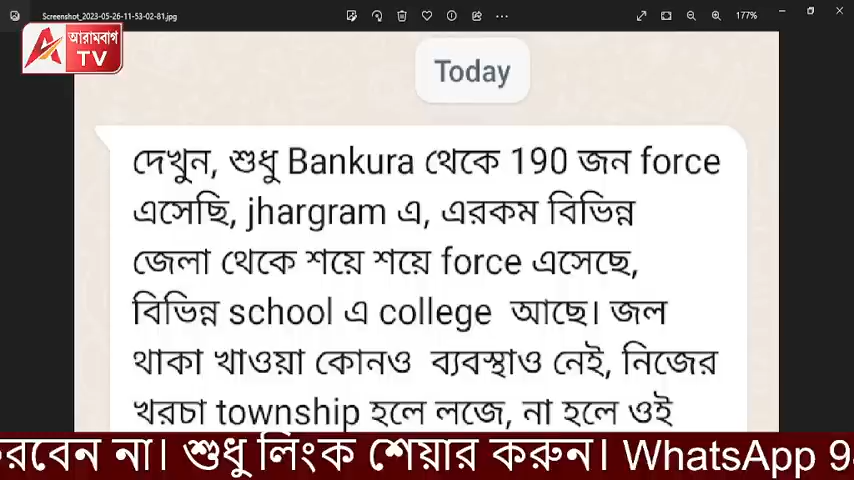 Screenshot_2023-05-26-11-53-02-81.jpg
177%
আরামবাগ
TV
Today
দেখুন, শুধু Bankura থেকে 190 জন force
এসেছি, jhargram এ, এরকম বিভিন্ন
জেলা থেকে শয়ে শয়ে force এসেছে,
বিভিন্ন school এ college আছে। জল
থাকা খাওয়া কোনও ব্যবস্থাও নেই, নিজের
খরচা township হলে লজে, না হলে ওই
রবেন না। শুধু লিংক শেয়ার করুন। WhatsApp 9